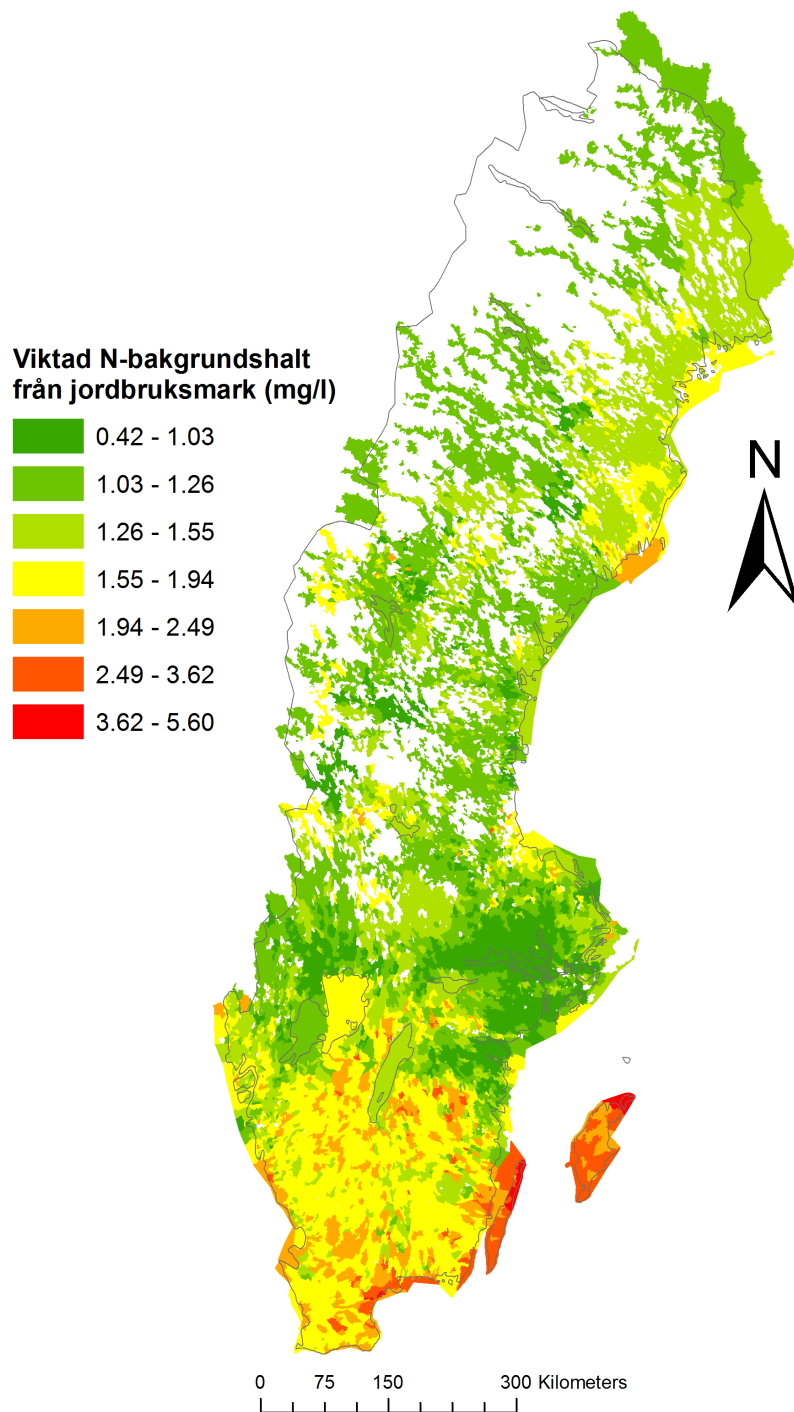 Viktad N-bakgrundshalt
från jordbruksmark (mg/l)
0.42 - 1.03
1.03 - 1.26
1.26 - 1.55
1.55 - 1.94
1.94 - 2.49
2.49 - 3.62
3.62 - 5.60
N
0 75 150 300 Kilometers